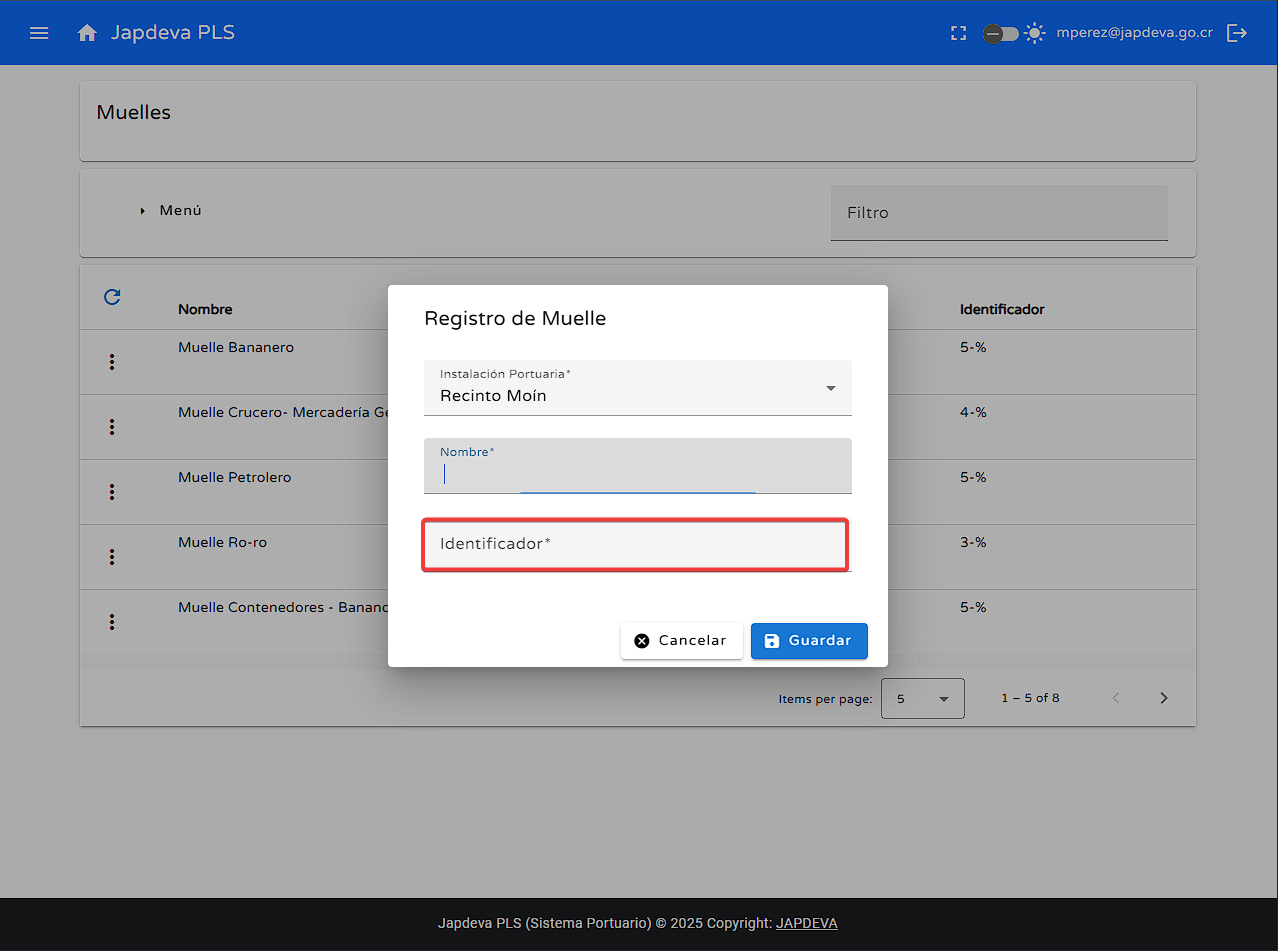 Japdeva PLS mperez@japdeva.go.cr
Muelles
Menú Filtro
Nombre Identificador
Muelle Bananero 5-%
Muelle Crucero- Mercadería 4-%
Muelle Petrolero 5-%
Muelle Ro-ro 3-%
Muelle Contenedores - 5-%
Registro de Muelle
Instalación Portuaria*
Recinto Moín
Nombre*
Identificador*
Cancelar Guardar
Items per page: 5 1 – 5 of 8
Japdeva PLS (Sistema Portuario) © 2025 Copyright: JAPDEVA